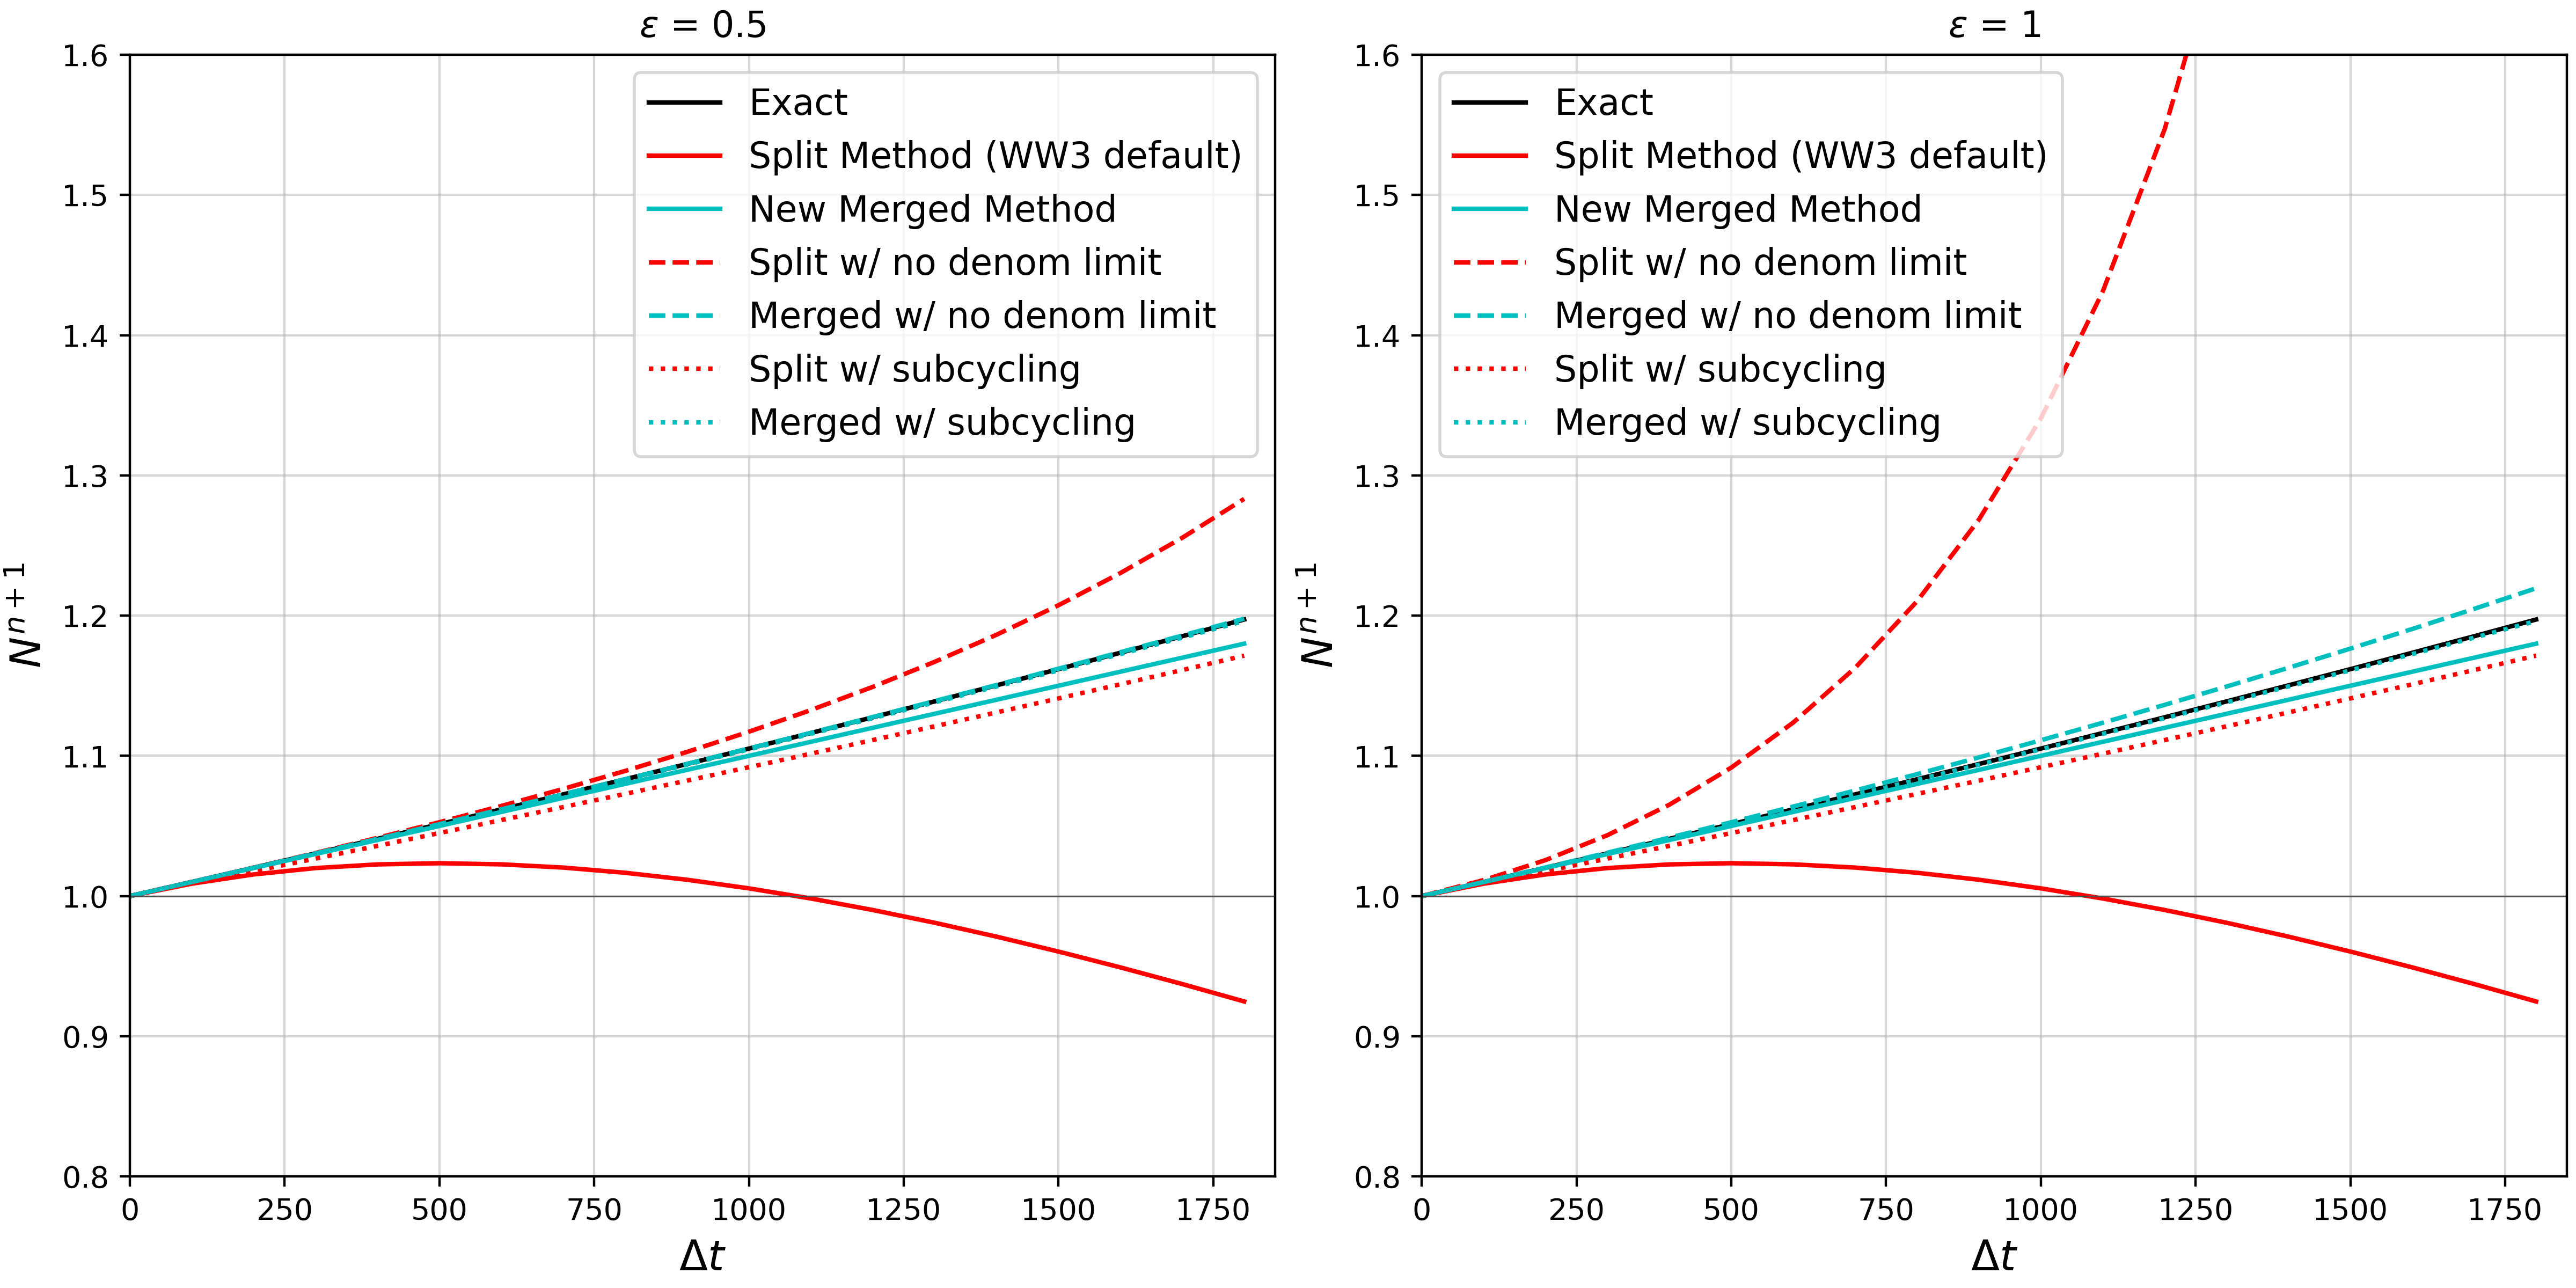 ε = 0.5
1.6
1.5
1.4
1.3
1.2
1.1
1.0
0.9
0.8
N^{n+1}
Exact
Split Method (WW3 default)
New Merged Method
Split w/ no denom limit
Merged w/ no denom limit
Split w/ subcycling
Merged w/ subcycling
0 250 500 750 1000 1250 1500 1750
Δt
ε = 1
1.6
1.5
1.4
1.3
1.2
1.1
1.0
0.9
0.8
N^{n+1}
Exact
Split Method (WW3 default)
New Merged Method
Split w/ no denom limit
Merged w/ no denom limit
Split w/ subcycling
Merged w/ subcycling
0 250 500 750 1000 1250 1500 1750
Δt